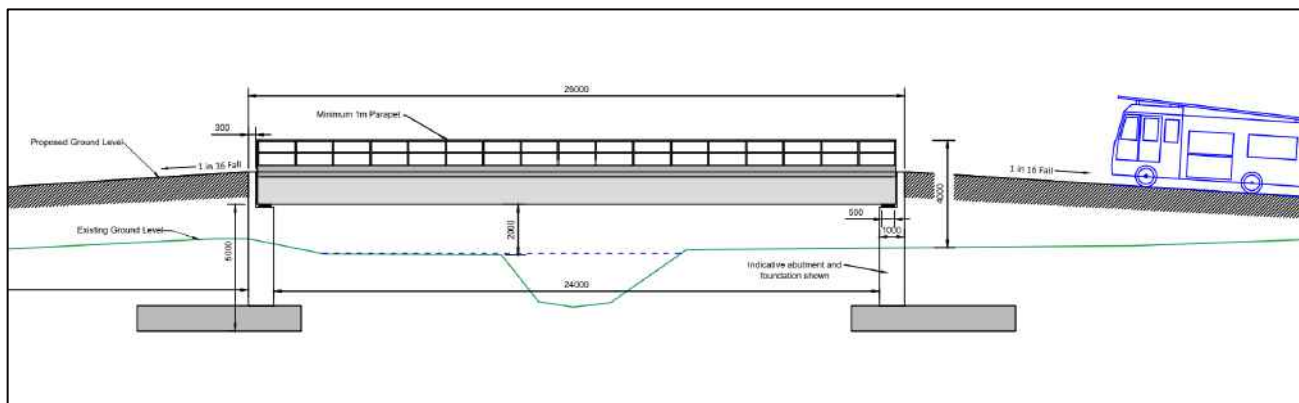 26000
Minimum 1m Parapet
300
Proposed Ground Level
1 in 16 Fall
1 in 16 Fall
4000
500
1000
2000
Existing Ground Level
5000
Indicative abutment and
foundation shown
24000